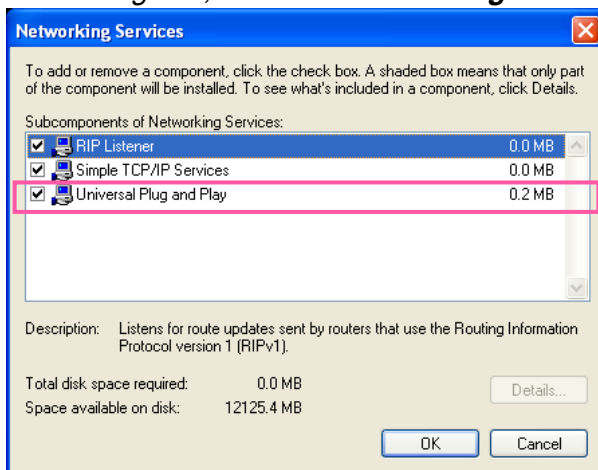 Networking Services
To add or remove a component, click the check box. A shaded box means that only part
of the component will be installed. To see what's included in a component, click Details.
Subcomponents of Networking Services:
RIP Listener 0.0 MB
Simple TCP/IP Services 0.0 MB
Universal Plug and Play 0.2 MB
Description: Listens for route updates sent by routers that use the Routing Information
Protocol version 1 (RIPv1).
Total disk space required: 0.0 MB
Details...
Space available on disk: 12125.4 MB
OK Cancel